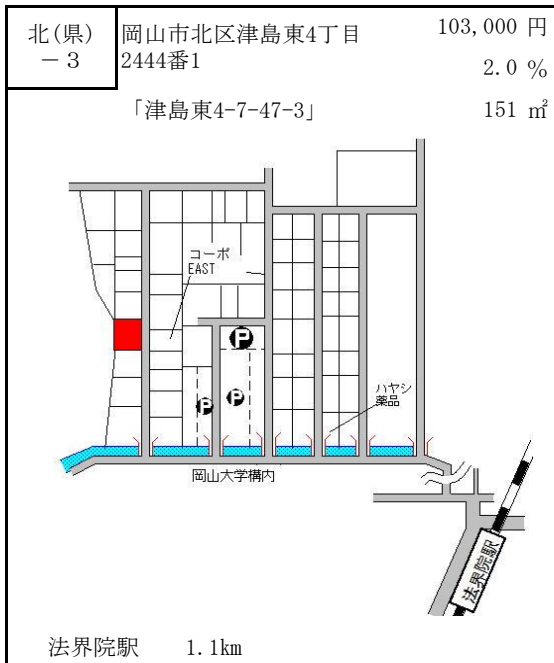 北(県)
－3
岡山市北区津島東4丁目
2444番1
103,000 円
2.0 %
「津島東4-7-47-3」
151 ㎡
コーポ
EAST
P
P
P
ハヤシ
薬品
岡山大学構内
法界院駅
法界院駅 1.1km